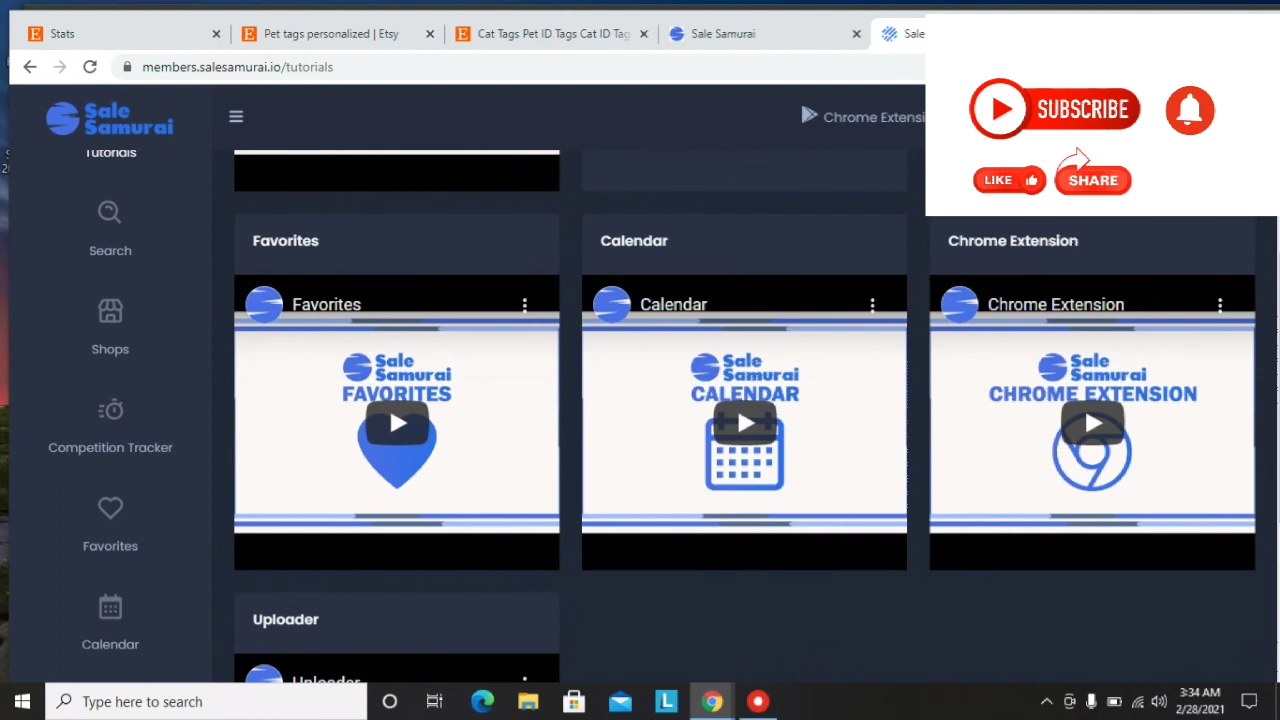 Stats
Pet tags personalized | Etsy
Cat Tags Pet ID Tags Cat ID Tag
Sale Samurai
Sale
members.salesamurai.io/tutorials
Sale
Samurai
Chrome Extensi
SUBSCRIBE
LIKE
SHARE
Tutorials
Search
Shops
Competition Tracker
Favorites
Calendar
Favorites
Calendar
Chrome Extension
Favorites
Calendar
Chrome Extension
Sale
Samurai
FAVORITES
Sale
Samurai
CALENDAR
Sale
Samurai
CHROME EXTENSION
Uploader
Uploader
Type here to search
L
3:34 AM
2/28/2021